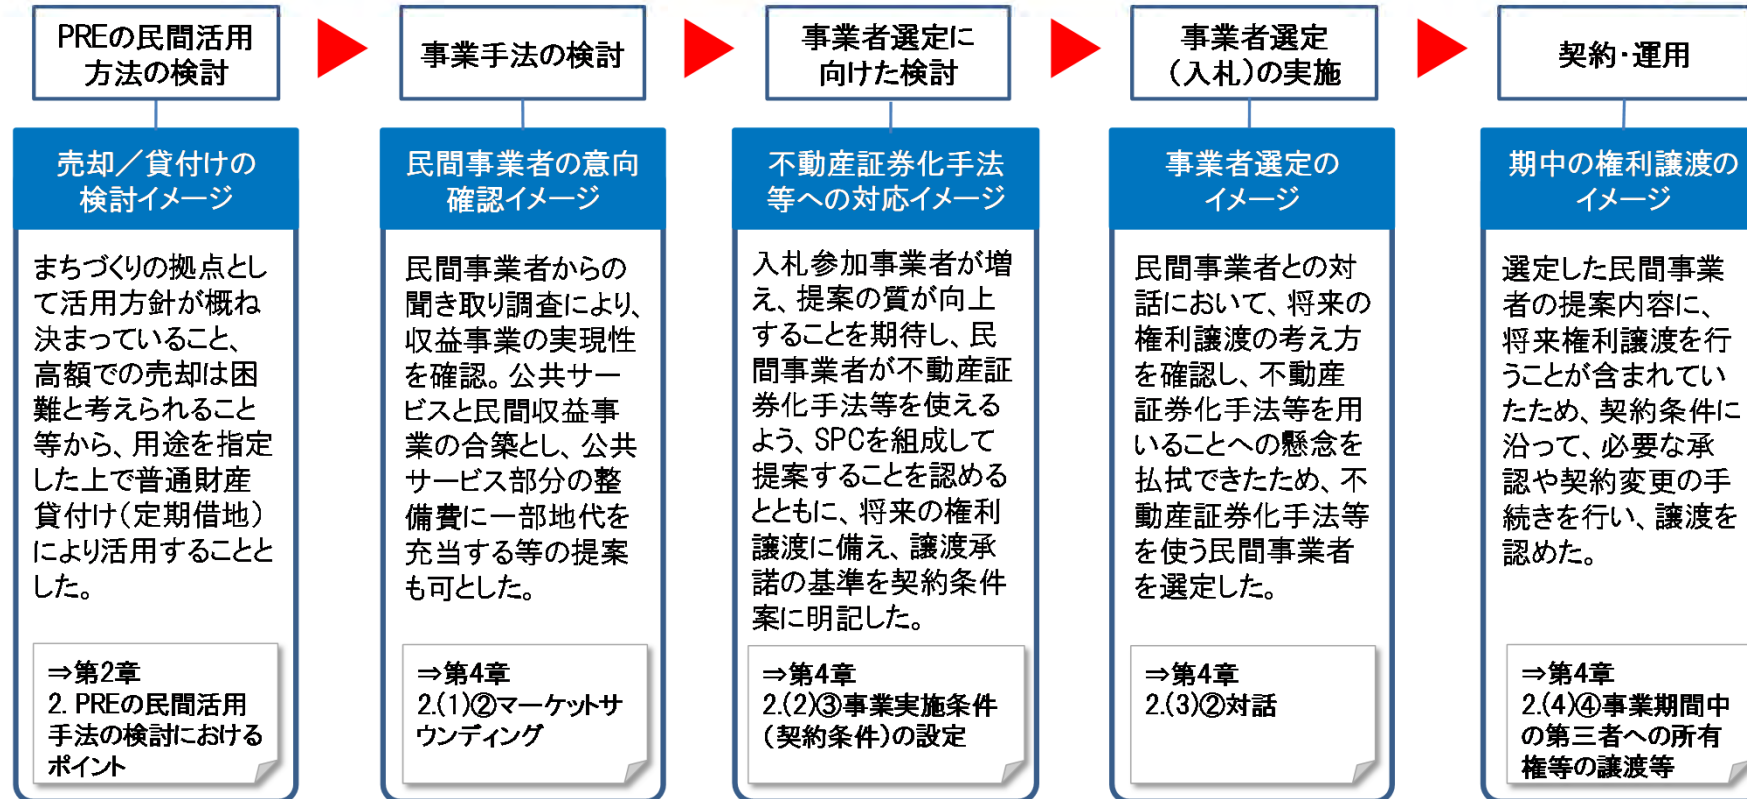 PREの民間活用
方法の検討
事業手法の検討
事業者選定に
向けた検討
事業者選定
(入札)の実施
契約・運用
売却／貸付けの
検討イメージ
まちづくりの拠点とし
て活用方針が概ね
決まっていること、
高額での売却は困
難と考えられること
等から、用途を指定
した上で普通財産
貸付け(定期借地)
により活用することと
した。
⇒第2章
2. PREの民間活用
手法の検討における
ポイント
民間事業者の意向
確認イメージ
民間事業者からの
聞き取り調査により、
収益事業の実現性
を確認。公共サー
ビスと民間収益事
業の合築とし、公共
サービス部分の整
備費に一部地代を
充当する等の提案
も可とした。
⇒第4章
2.(1)②マーケットサ
ウンディング
不動産証券化手法
等への対応イメージ
入札参加事業者が増
え、提案の質が向上
することを期待し、民
間事業者が不動産証
券化手法等を使える
よう、SPCを組成して
提案することを認める
とともに、将来の権利
譲渡に備え、譲渡承
諾の基準を契約条件
案に明記した。
⇒第4章
2.(2)③事業実施条件
(契約条件)の設定
事業者選定の
イメージ
民間事業者との対
話において、将来の
権利譲渡の考え方
を確認し、不動産
証券化手法等を用
いることへの懸念を
払拭できたため、不
動産証券化手法等
を使う民間事業者
を選定した。
⇒第4章
2.(3)②対話
期中の権利譲渡の
イメージ
選定した民間事業
者の提案内容に、
将来権利譲渡を行
うことが含まれてい
たため、契約条件に
沿って、必要な承
認や契約変更の手
続きを行い、譲渡を
認めた。
⇒第4章
2.(4)④事業期間中
の第三者への所有
権等の譲渡等